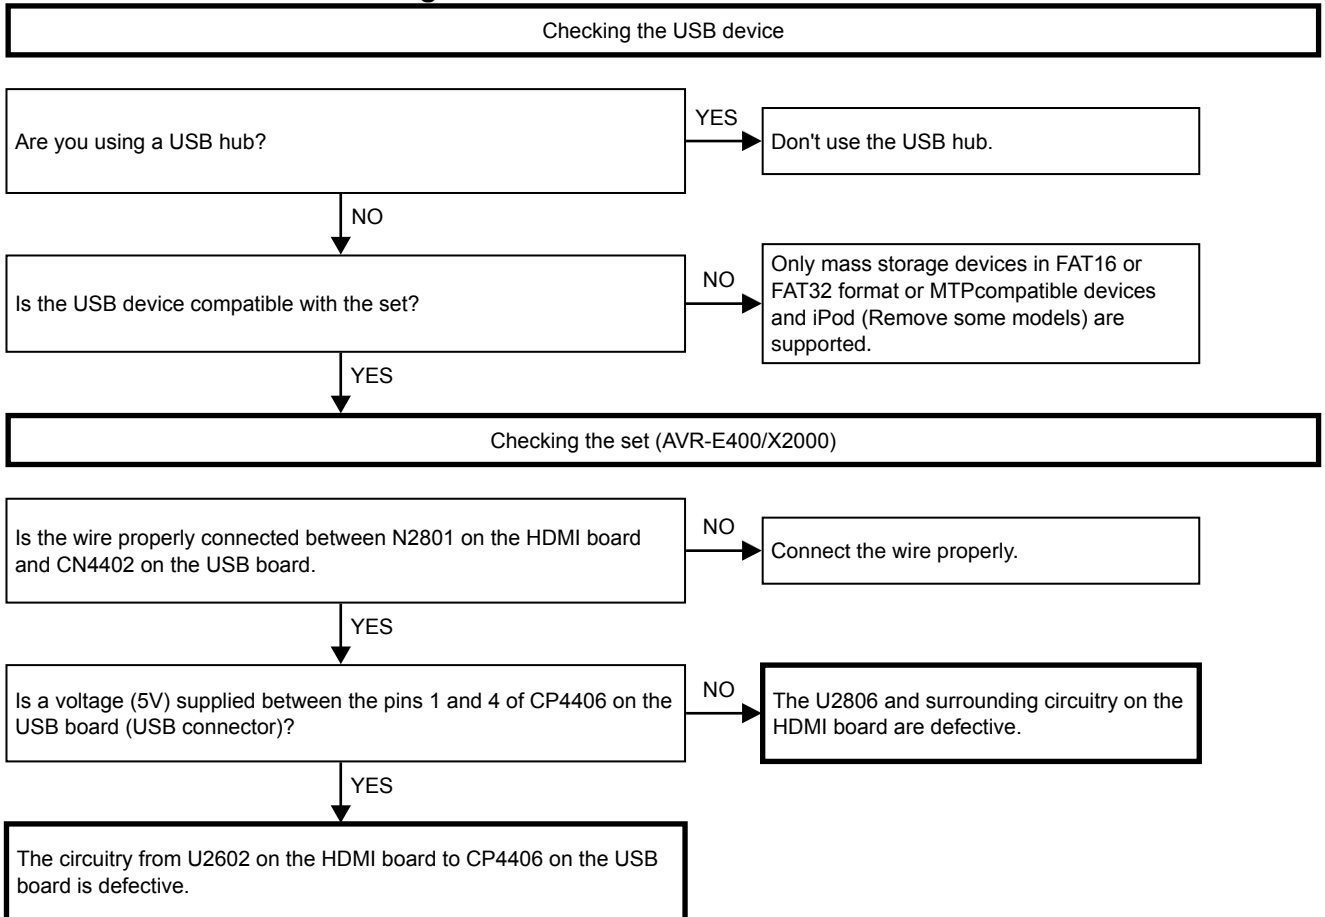 Checking the USB device
Are you using a USB hub?
YES
Don't use the USB hub.
NO
Is the USB device compatible with the set?
NO
Only mass storage devices in FAT16 or
FAT32 format or MTPcompatible devices
and iPod (Remove some models) are
supported.
YES
Checking the set (AVR-E400/X2000)
Is the wire properly connected between N2801 on the HDMI board
and CN4402 on the USB board.
NO
Connect the wire properly.
YES
Is a voltage (5V) supplied between the pins 1 and 4 of CP4406 on the
USB board (USB connector)?
NO
The U2806 and surrounding circuitry on the
HDMI board are defective.
YES
The circuitry from U2602 on the HDMI board to CP4406 on the USB
board is defective.